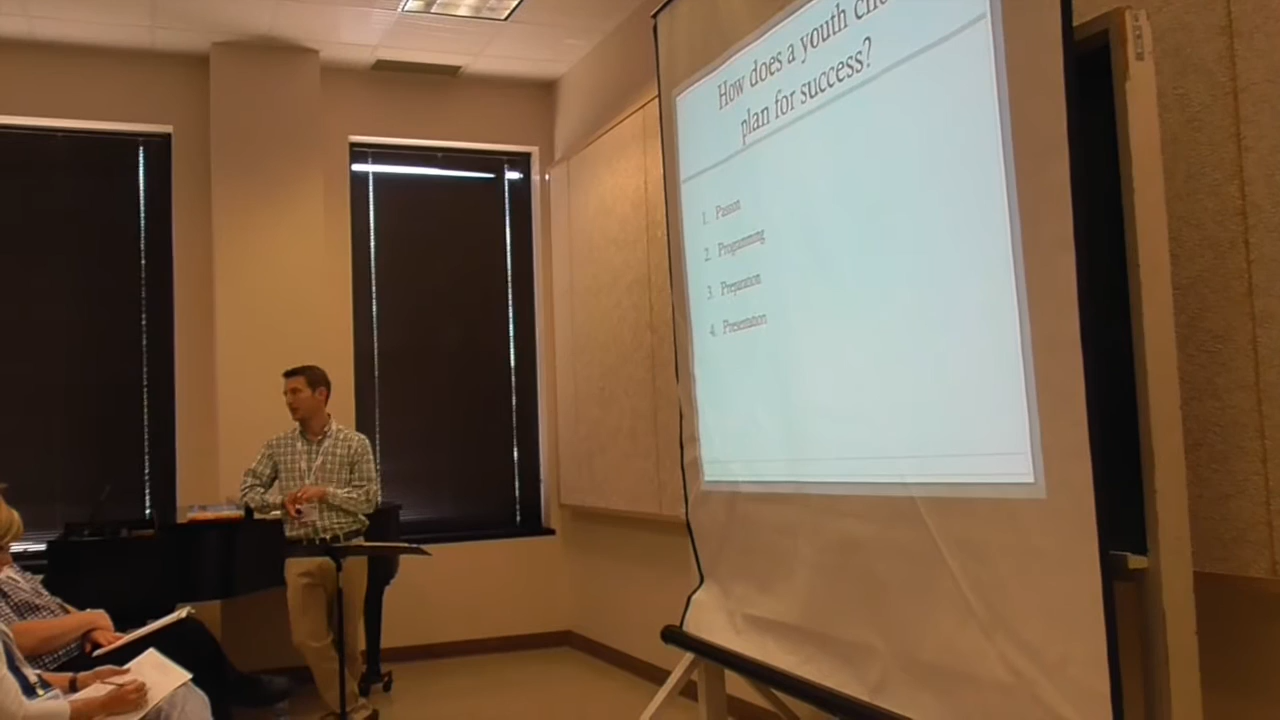 How does a youth
plan for success?
1. Passion
2. Programming
3. Preparation
4. Presentation